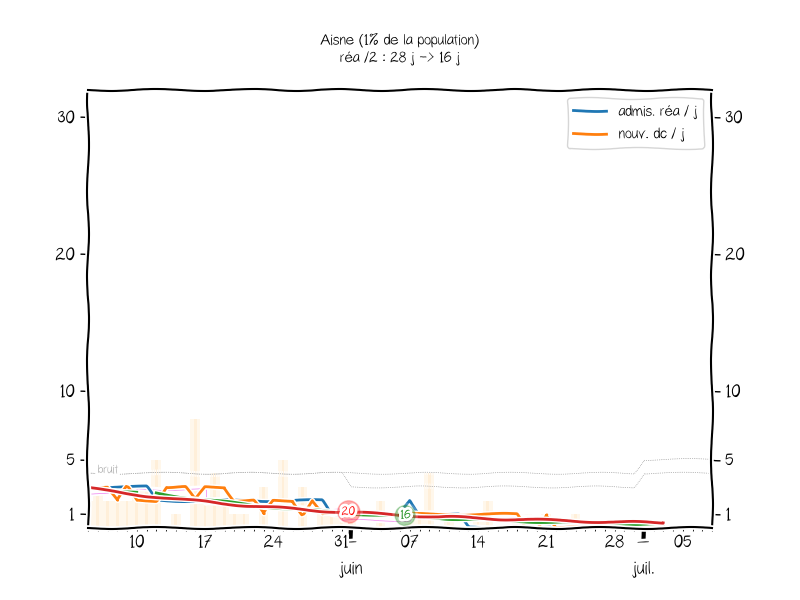 Aisne (1% de la population)
réa /2 : 28 j -> 16 j
admis. réa / j
nouv. dc / j
30
30
20
20
10
10
5
5
bruit
1
1
20
16
10 17 24 31 07 14 21 28 05
juin juil.